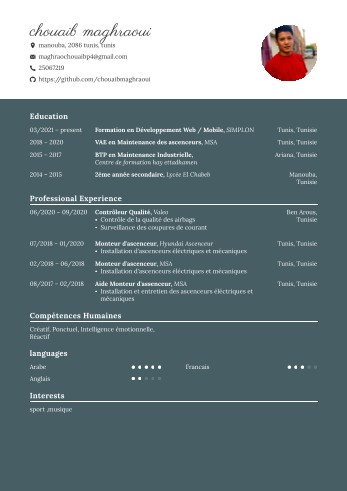 chouaib maghraoui
manouba, 2086 tunis, Tunis
maghraochouaibp4@gmail.com
25067219
https://github.com/chouaibmaghraoui
Education
03/2021 – present Formation en Développement Web / Mobile, SIMPLON Tunis, Tunisie
2018 – 2020 VAE en Maintenance des ascenceurs, MSA Tunis, Tunisie
2015 – 2017 BTP en Maintenance Industrielle, Ariana, Tunisie
Centre de formation hay ettudhamen
2014 – 2015 2ème année secondaire, Lycée El Chebeb Manouba,
Tunisie
Professional Experience
06/2020 – 09/2020 Contrôleur Qualité, Valeo Ben Arous,
• Contrôle de la qualité des airbags Tunisie
• Surveillance des coupures de courant
07/2018 – 01/2020 Monteur d'ascenceur, Hyundai Ascenceur Tunis, Tunisie
• Installation d'ascenceurs éléctriques et mécaniques
02/2018 – 06/2018 Monteur d'ascenceur, MSA Tunis, Tunisie
• Installation d'ascenceurs éléctriques et mécaniques
08/2017 – 02/2018 Aide Monteur d'ascenceur, MSA Tunis, Tunisie
• Installation et entretien des ascenceurs éléctriques et
mécaniques
Compétences Humaines
Créatif, Ponctuel, Intelligence émotionnelle,
Réactif
languages
Arabe Francais
Anglais
Interests
sport ,musique